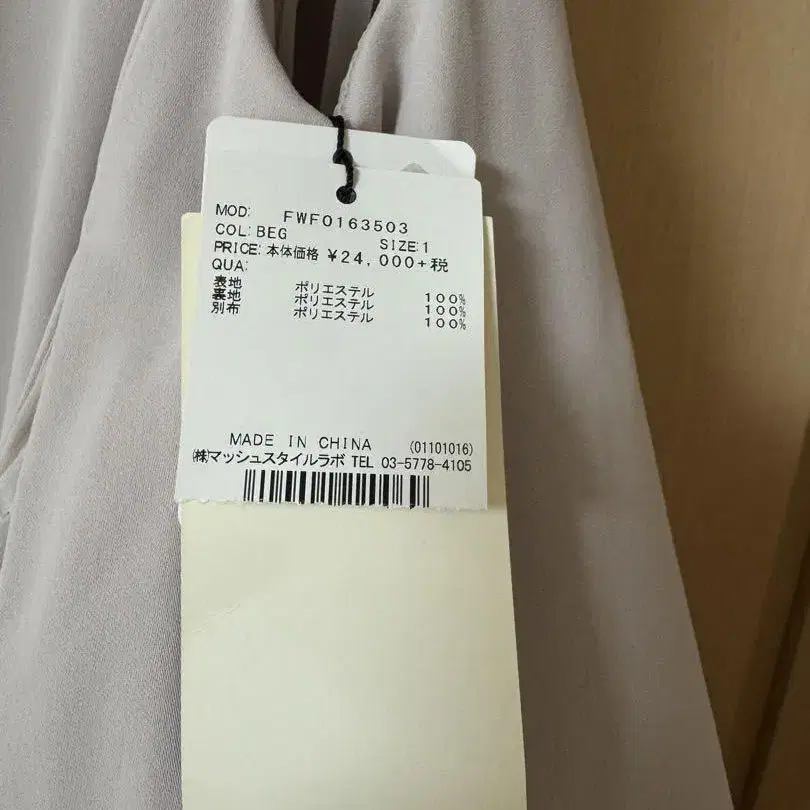 MOD: FWF0163503
COL:BEG SIZE:1
PRICE:本体価格 ¥24,000+税
QUA:
表地 ポリエステル 100%
裏地 ポリエステル 100%
別布 ポリエステル 100%
MADE IN CHINA (01101016)
(株)マッシュスタイルラボ TEL 03-5778-4105